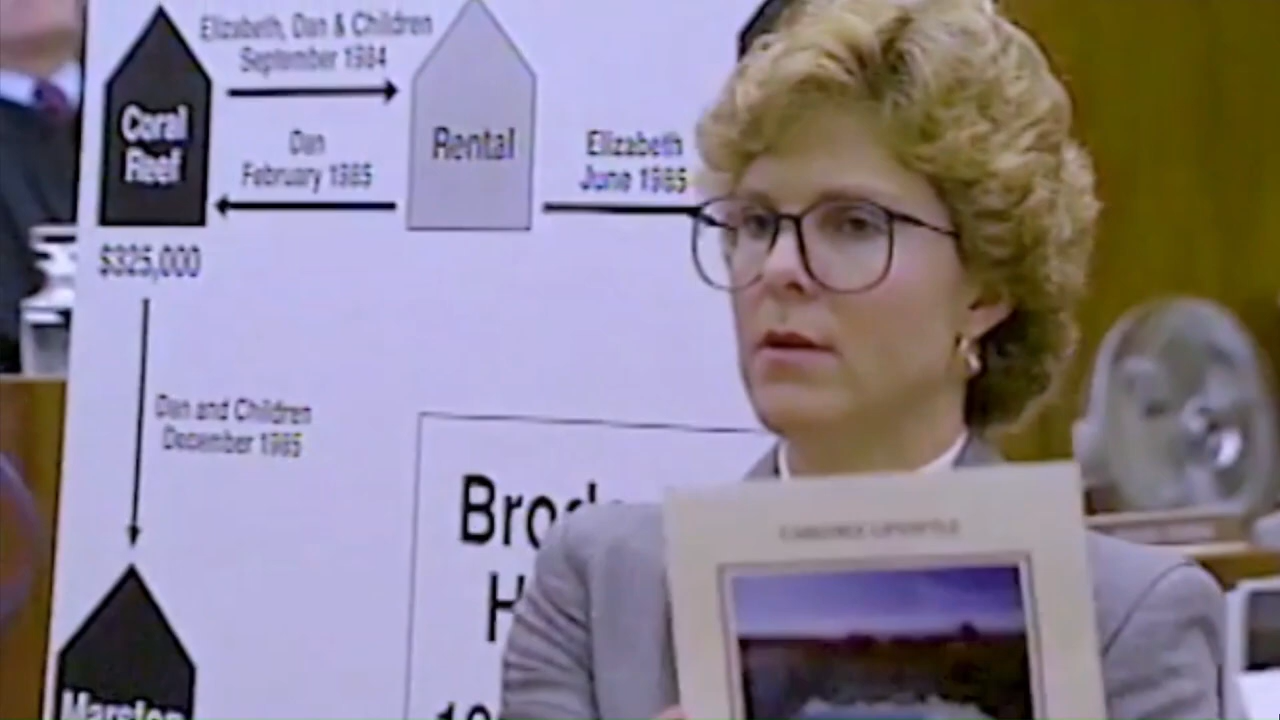 Elizabeth, Dan & Children
September 1984
Coral
Reef
Rental
Dan
February 1985
Elizabeth
June 1985
$325,000
Dan and Children
December 1985
Marston